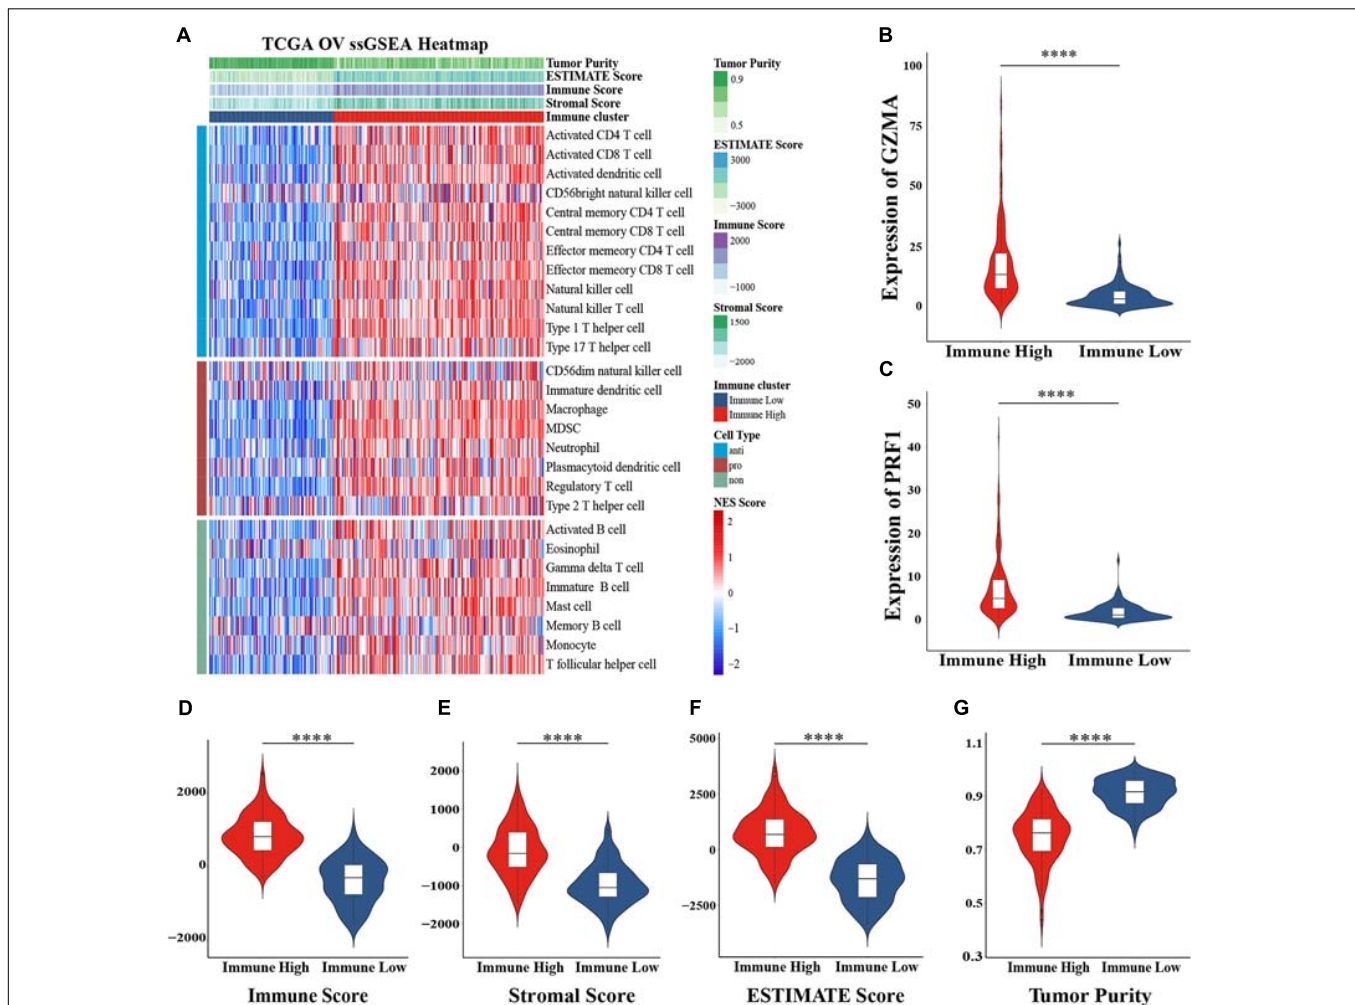 A
TCGA OV ssGSEA Heatmap
Tumor Purity
ESTIMATE Score
Immune Score
Stromal Score
Immune cluster
Activated CD4 T cell
Activated CD8 T cell
Activated dendritic cell
CD56bright natural killer cell
Central memory CD4 T cell
Central memory CD8 T cell
Effector memeory CD4 T cell
Effector memeory CD8 T cell
Natural killer cell
Natural killer T cell
Type 1 T helper cell
Type 17 T helper cell
CD56dim natural killer cell
Immature dendritic cell
Macrophage
MDSC
Neutrophil
Plasmacytoid dendritic cell
Regulatory T cell
Type 2 T helper cell
Activated B cell
Eosinophil
Gamma delta T cell
Immature B cell
Mast cell
Memory B cell
Monocyte
T follicular helper cell
Tumor Purity
0.9
0.5
ESTIMATE Score
3000
−3000
Immune Score
2000
−1000
Stromal Score
1500
−2000
Immune cluster
Immune Low
Immune High
Cell Type
anti
pro
non
NES Score
2
1
0
−1
−2
B
****
Expression of GZMA
100
75
50
25
0
Immune High Immune Low
C
****
Expression of PRF1
50
40
30
20
10
0
Immune High Immune Low
D
****
2000
0
−2000
Immune High Immune Low
Immune Score
E
****
2000
1000
0
−1000
−2000
Immune High Immune Low
Stromal Score
F
****
5000
2500
0
−2500
Immune High Immune Low
ESTIMATE Score
G
****
1.1
0.9
0.7
0.5
0.3
Immune High Immune Low
Tumor Purity